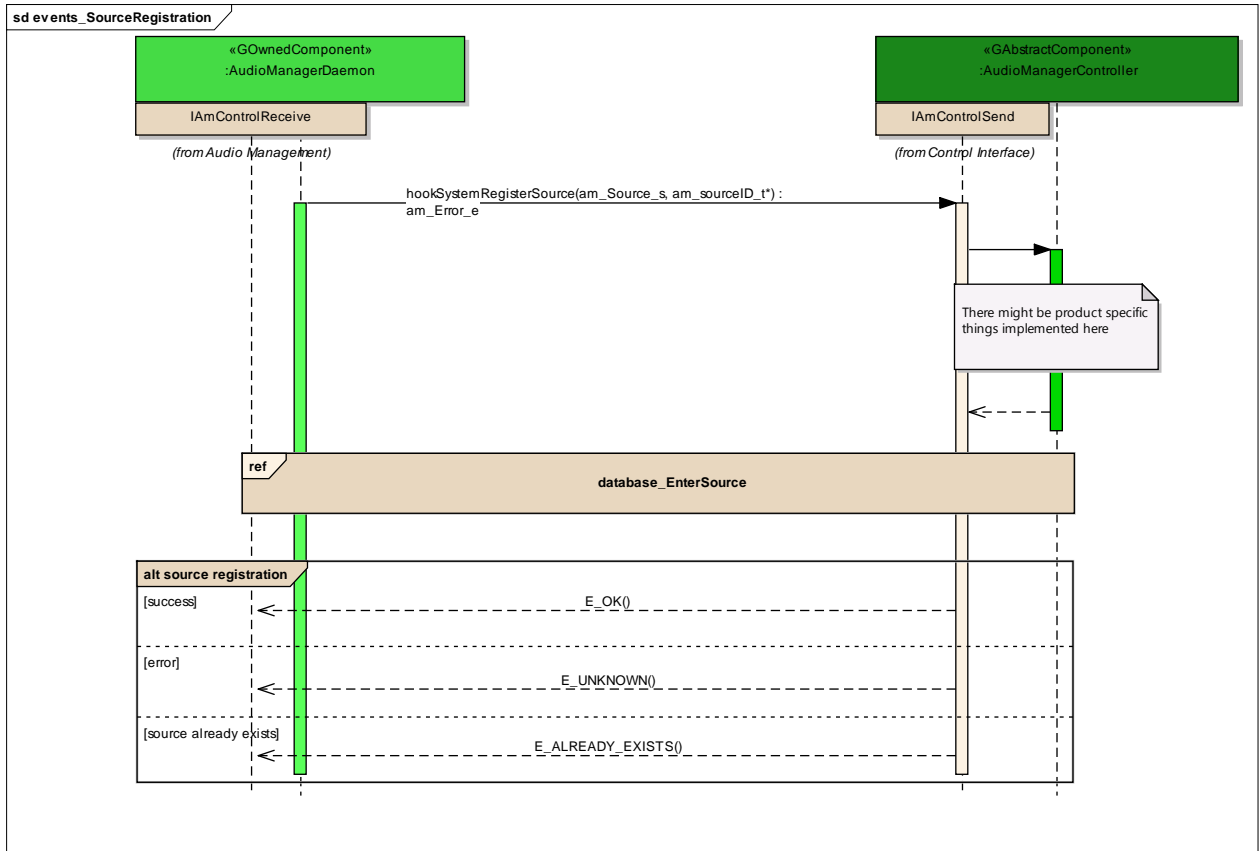 sd events_SourceRegistration
«GOwnedComponent»
:AudioManagerDaemon
«GAbstractComponent»
:AudioManagerController
IAmControlReceive
IAmControlSend
(from Audio Management)
(from Control Interface)
hookSystemRegisterSource(am_Source_s, am_sourceID_t*) :
am_Error_e
There might be product specific
things implemented here
ref
database_EnterSource
alt source registration
[success]
E_OK()
[error]
E_UNKNOWN()
[source already exists]
E_ALREADY_EXISTS()